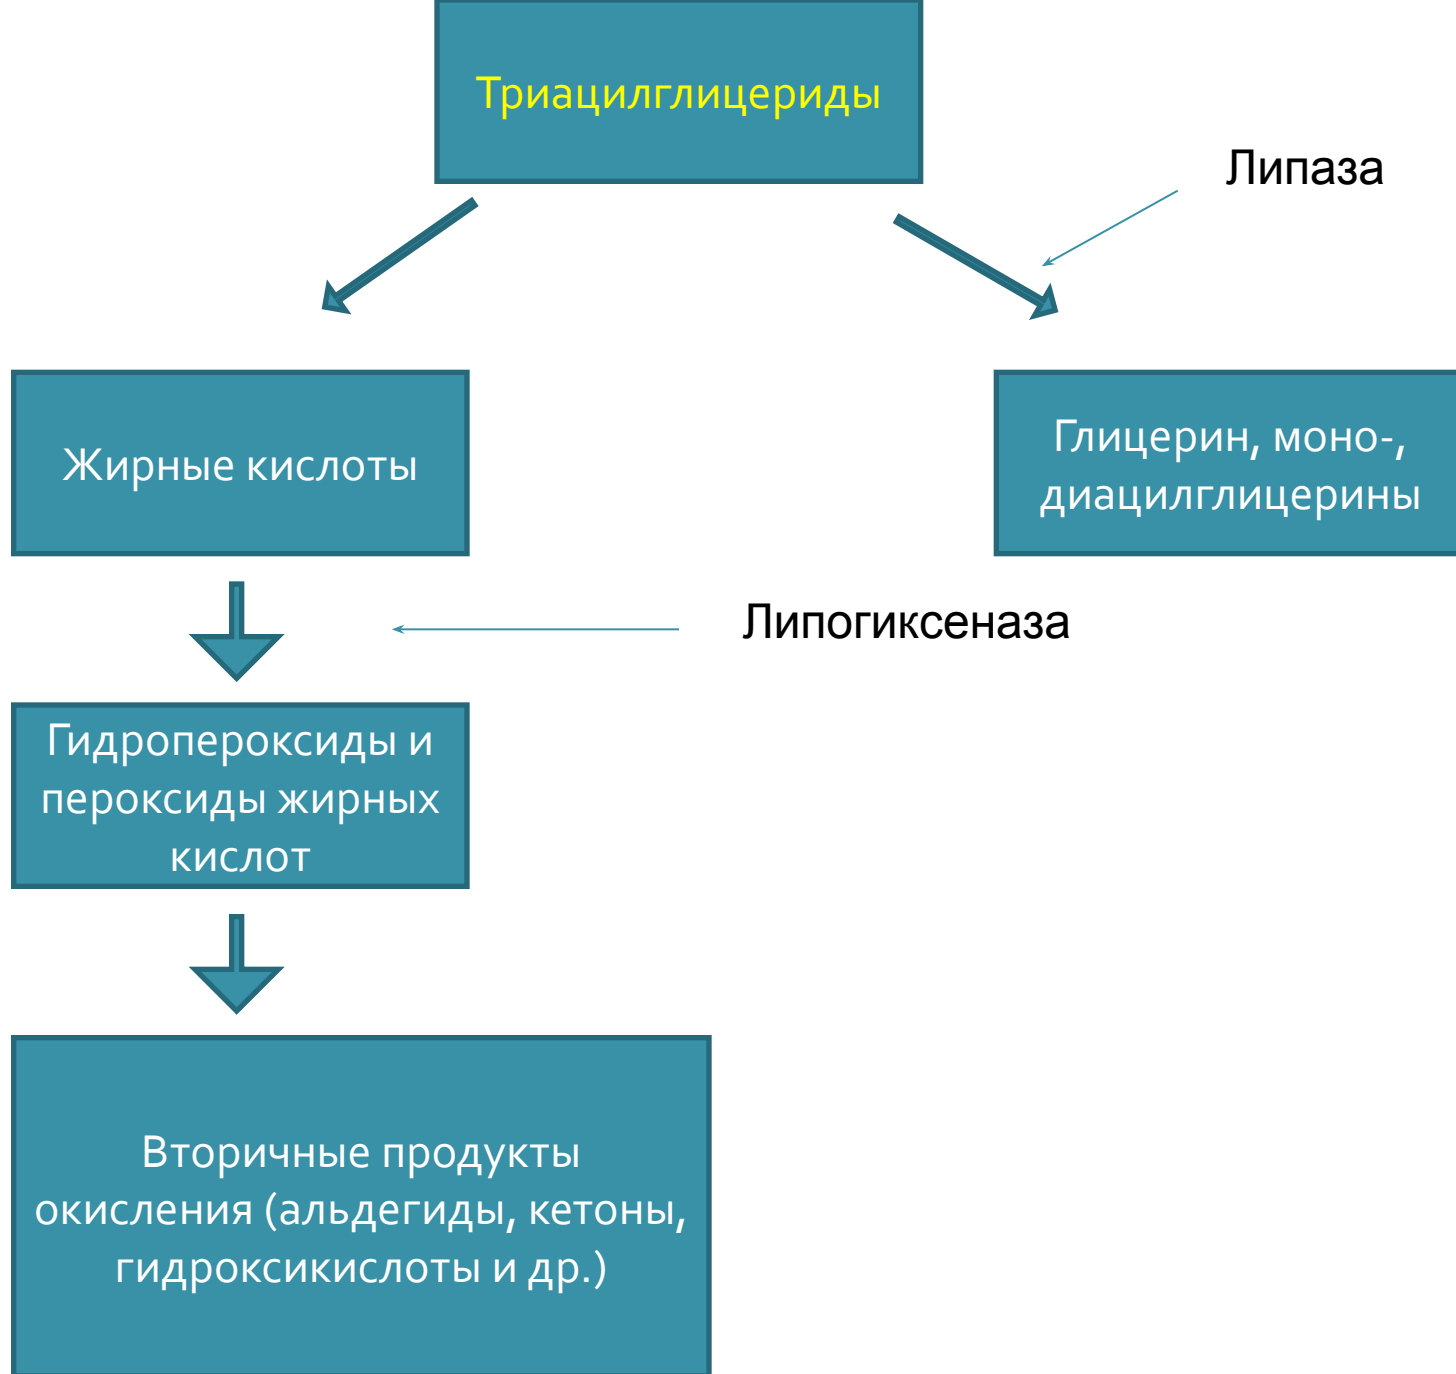 Триацилглицериды
Липаза
Жирные кислоты
Глицерин, моно-,
диацилглицерины
Липогиксеназа
Гидропероксиды и
пероксиды жирных
кислот
Вторичные продукты
окисления (альдегиды, кетоны,
гидроксикислоты и др.)